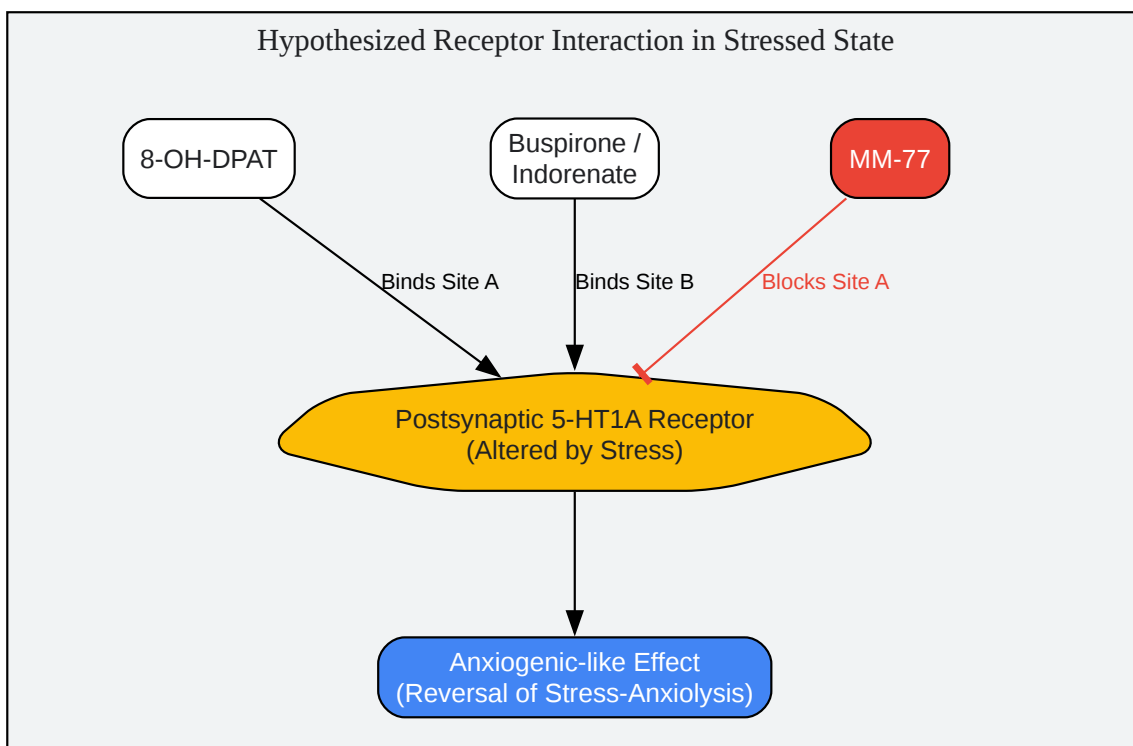 Hypothesized Receptor Interaction in Stressed State
8-OH-DPAT
Buspirone /
Indorenate
MM-77
Binds Site A
Binds Site B
Blocks Site A
Postsynaptic 5-HT1A Receptor
(Altered by Stress)
Anxiogenic-like Effect
(Reversal of Stress-Anxiolysis)